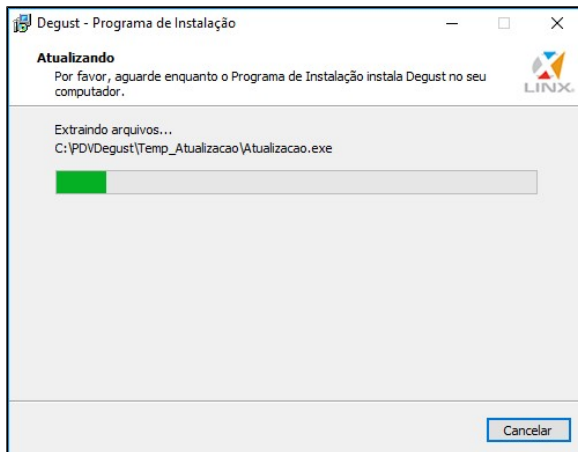 Degust - Programa de Instalação
Atualizando
Por favor, aguarde enquanto o Programa de Instalação instala Degust no seu
computador.
LINX
Extraindo arquivos...
C:\PDVDegust\Temp_Atualizacao\Atualizacao.exe
Cancelar